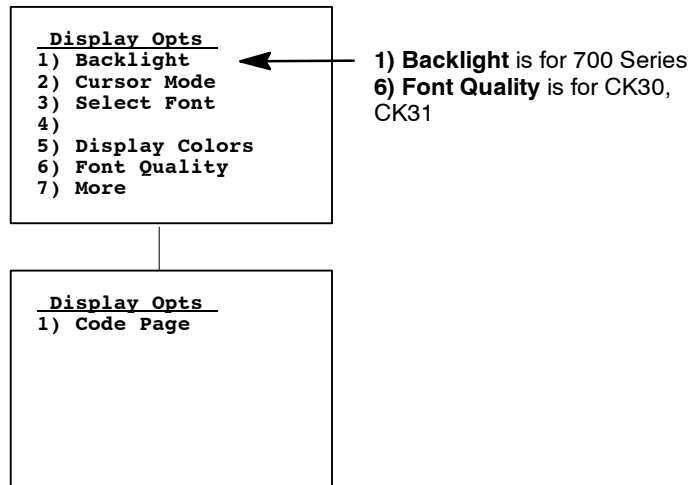 Display Opts
1) Backlight
2) Cursor Mode
3) Select Font
4)
5) Display Colors
6) Font Quality
7) More
1) Backlight is for 700 Series
6) Font Quality is for CK30,
CK31
Display Opts
1) Code Page